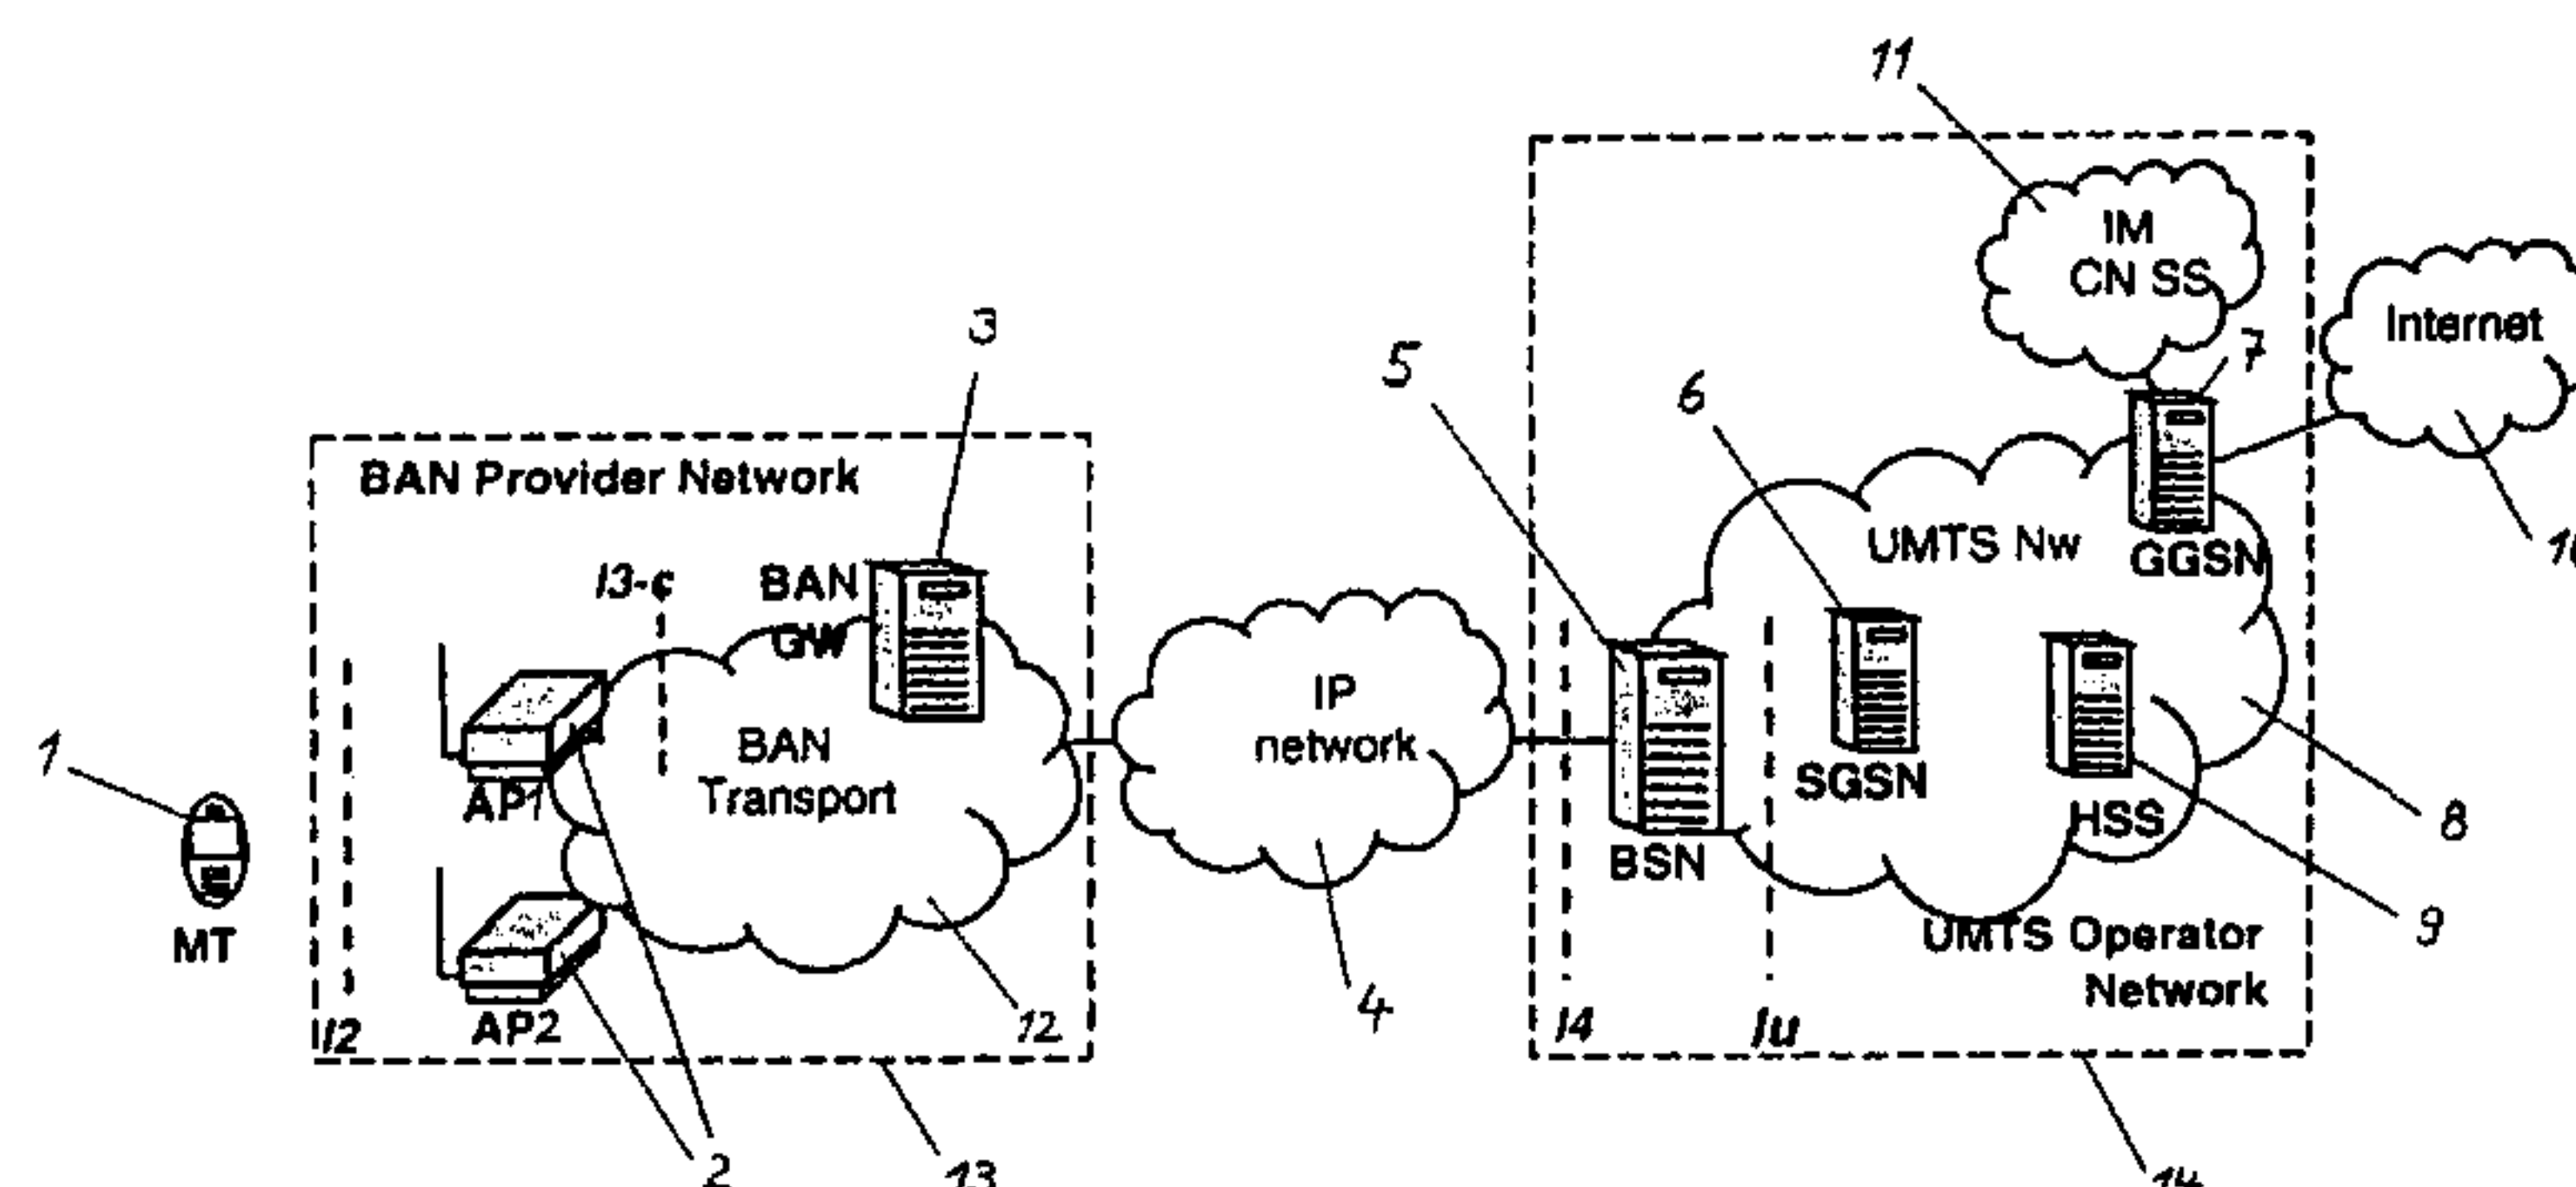 11
IM
CN SS
Internet
7
3
5
6
BAN Provider Network
UMTS Nw
GGSN
10
I3-c
BAN
GW
IP
network
BAN
Transport
1
AP1
SGSN
HSS
8
BSN
MT
9
UMTS Operator
Network
AP2
I2
12
4
I4
Iu
2
13
14